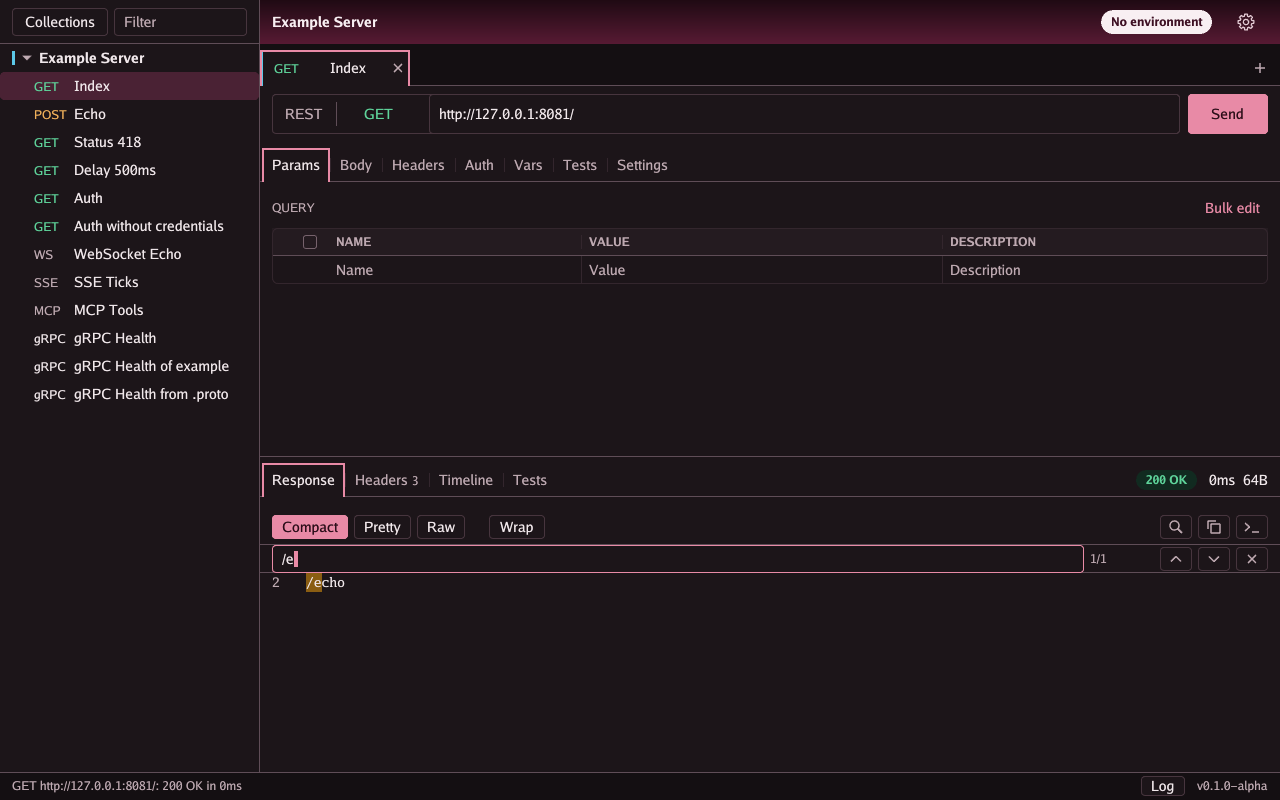 Collections
Filter
Example Server
No environment
Example Server
GET Index
POST Echo
GET Status 418
GET Delay 500ms
GET Auth
GET Auth without credentials
WS WebSocket Echo
SSE SSE Ticks
MCP MCP Tools
gRPC gRPC Health
gRPC gRPC Health of example
gRPC gRPC Health from .proto
GET Index
REST GET http://127.0.0.1:8081/ Send
Params Body Headers Auth Vars Tests Settings
QUERY Bulk edit
NAME VALUE DESCRIPTION
Name Value Description
Response Headers 3 Timeline Tests 200 OK 0ms 64B
Compact Pretty Raw Wrap
/e 1/1
2 /echo
GET http://127.0.0.1:8081/: 200 OK in 0ms Log v0.1.0-alpha